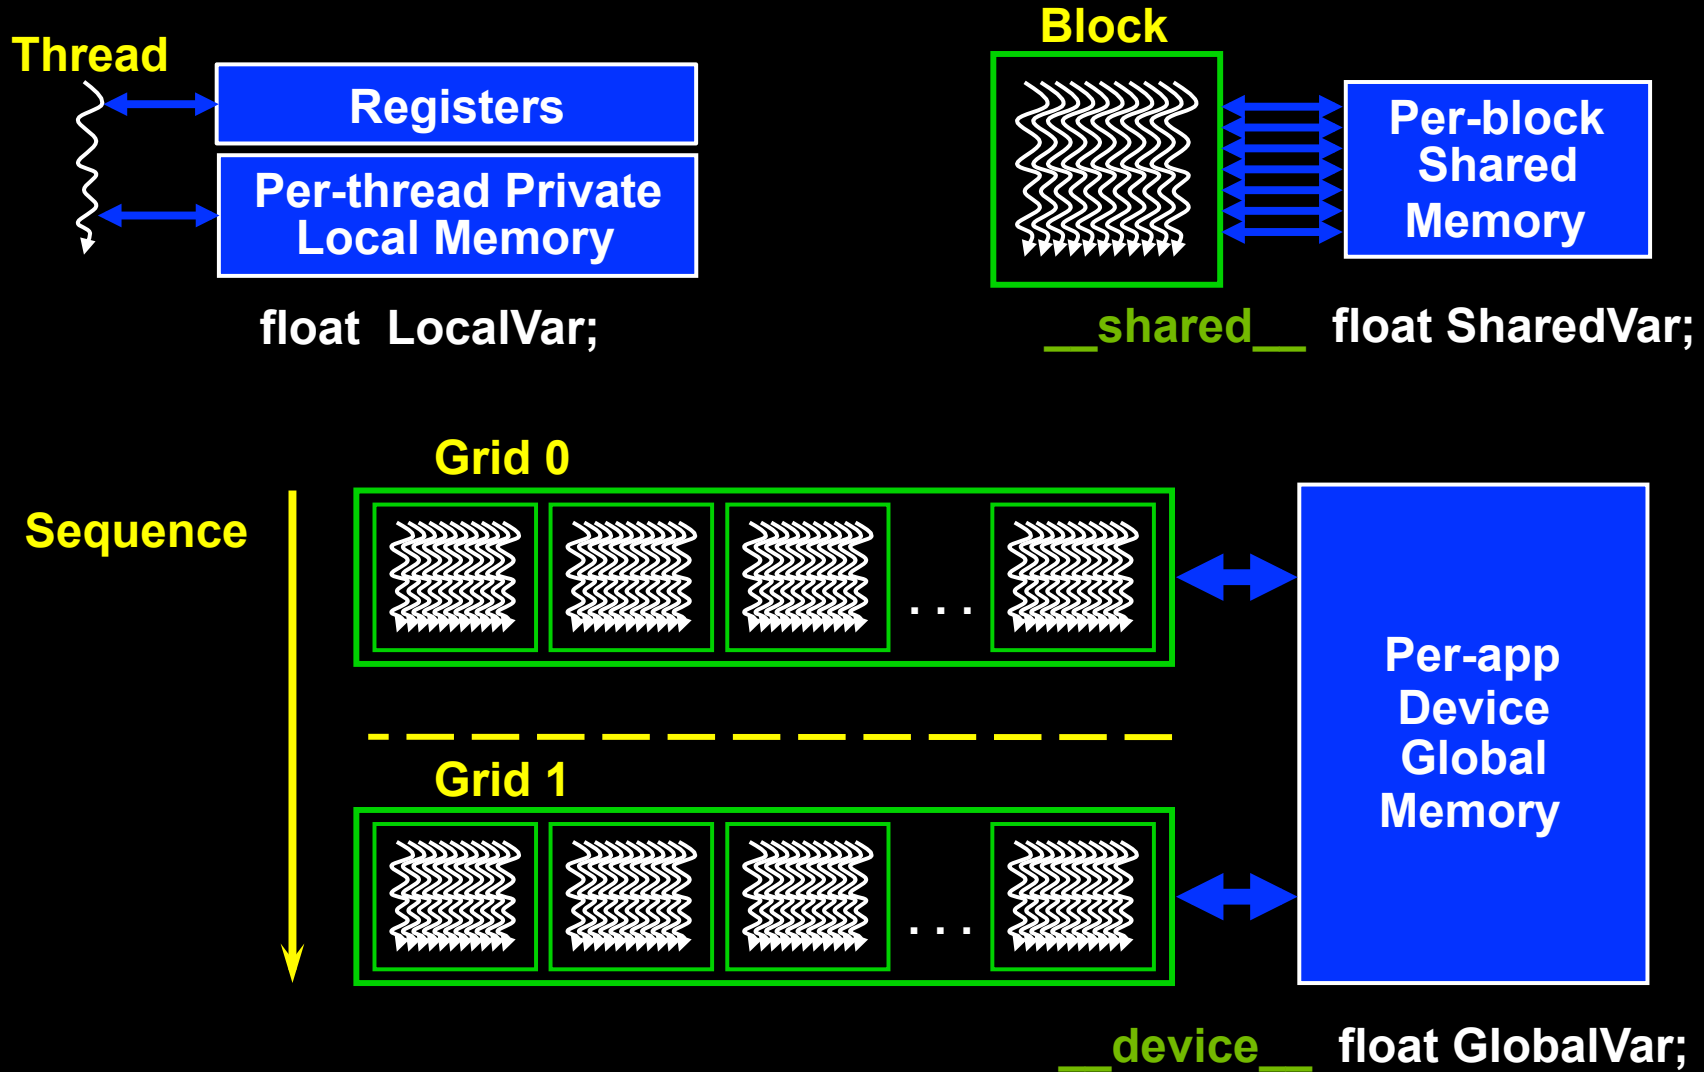 Thread
Registers
Per-thread Private
Local Memory
float LocalVar;
Block
Per-block
Shared
Memory
__shared__ float SharedVar;
Sequence
Grid 0
. . .
Grid 1
. . .
Per-app
Device
Global
Memory
__device__ float GlobalVar;